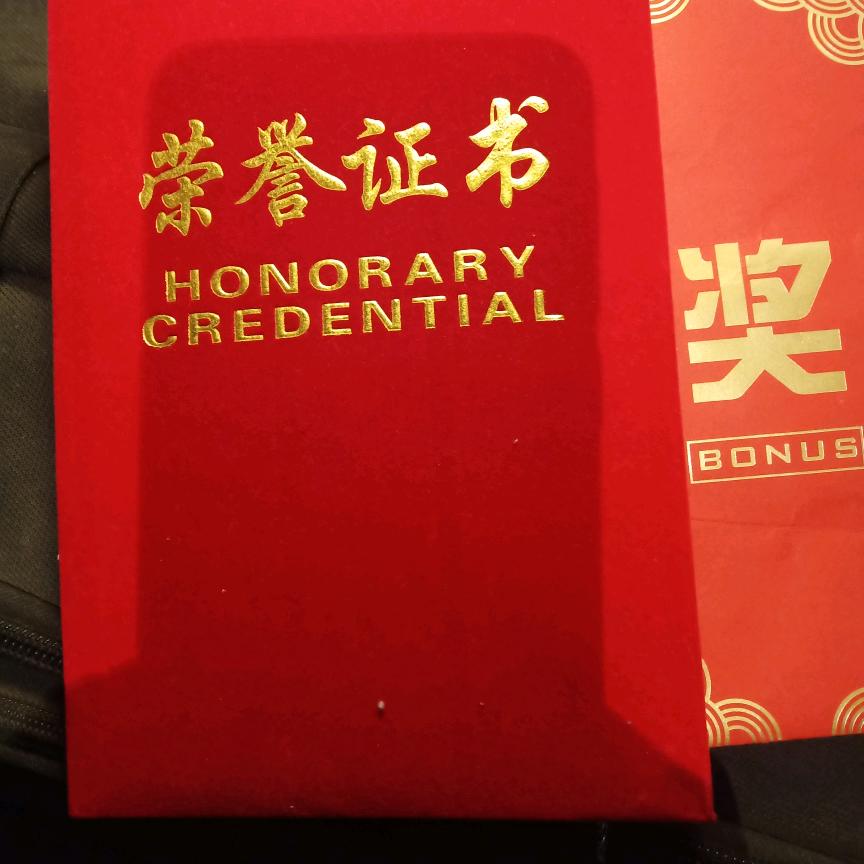 荣誉证书
HONORARY
CREDENTIAL
奖
BONUS